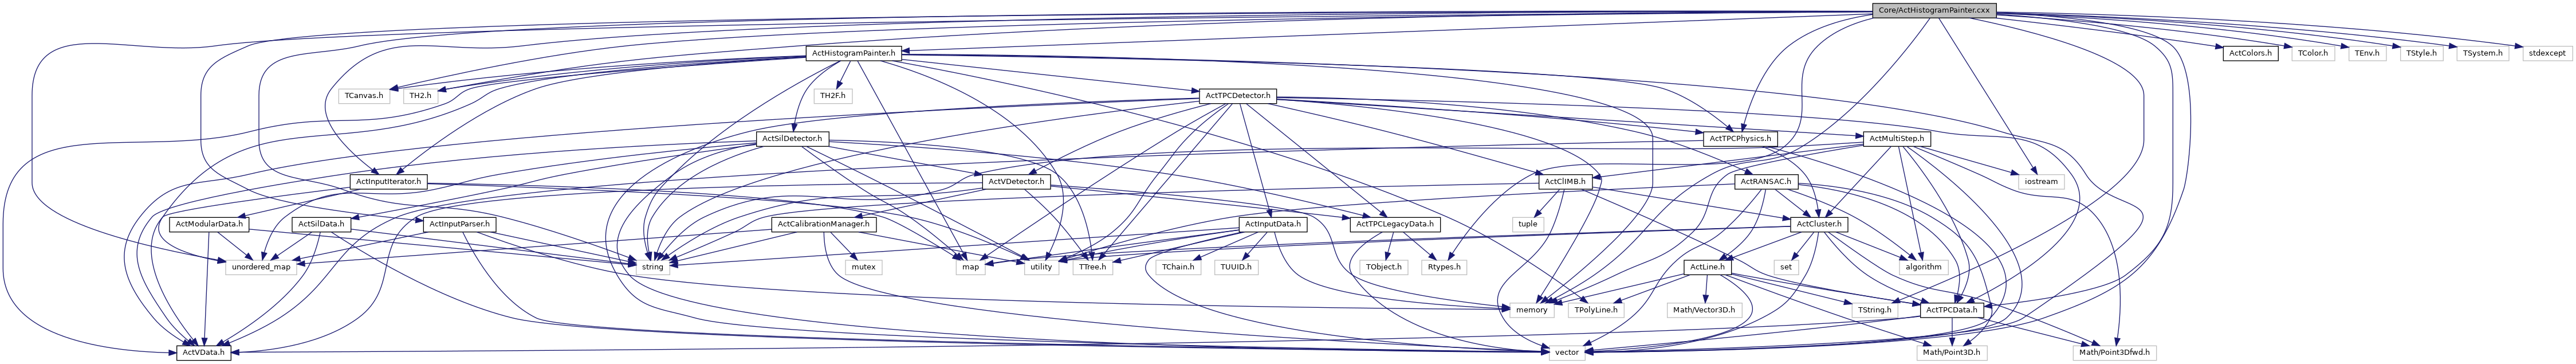 Core/ActHistogramPainter.cxx
ActHistogramPainter.h
ActColors.h
TColor.h
TEnv.h
TStyle.h
TSystem.h
stdexcept
TCanvas.h
TH2.h
TH2F.h
ActTPCDetector.h
ActSilDetector.h
ActTPCPhysics.h
ActMultiStep.h
ActInputIterator.h
ActVDetector.h
ActClIMB.h
ActRANSAC.h
iostream
ActModularData.h
ActSilData.h
ActInputParser.h
ActCalibrationManager.h
ActInputData.h
ActTPCLegacyData.h
tuple
ActCluster.h
unordered_map
string
mutex
map
utility
TTree.h
TChain.h
TUUID.h
TObject.h
Rtypes.h
ActLine.h
set
algorithm
memory
TPolyLine.h
Math/Vector3D.h
TString.h
ActTPCData.h
ActVData.h
vector
Math/Point3D.h
Math/Point3Dfwd.h